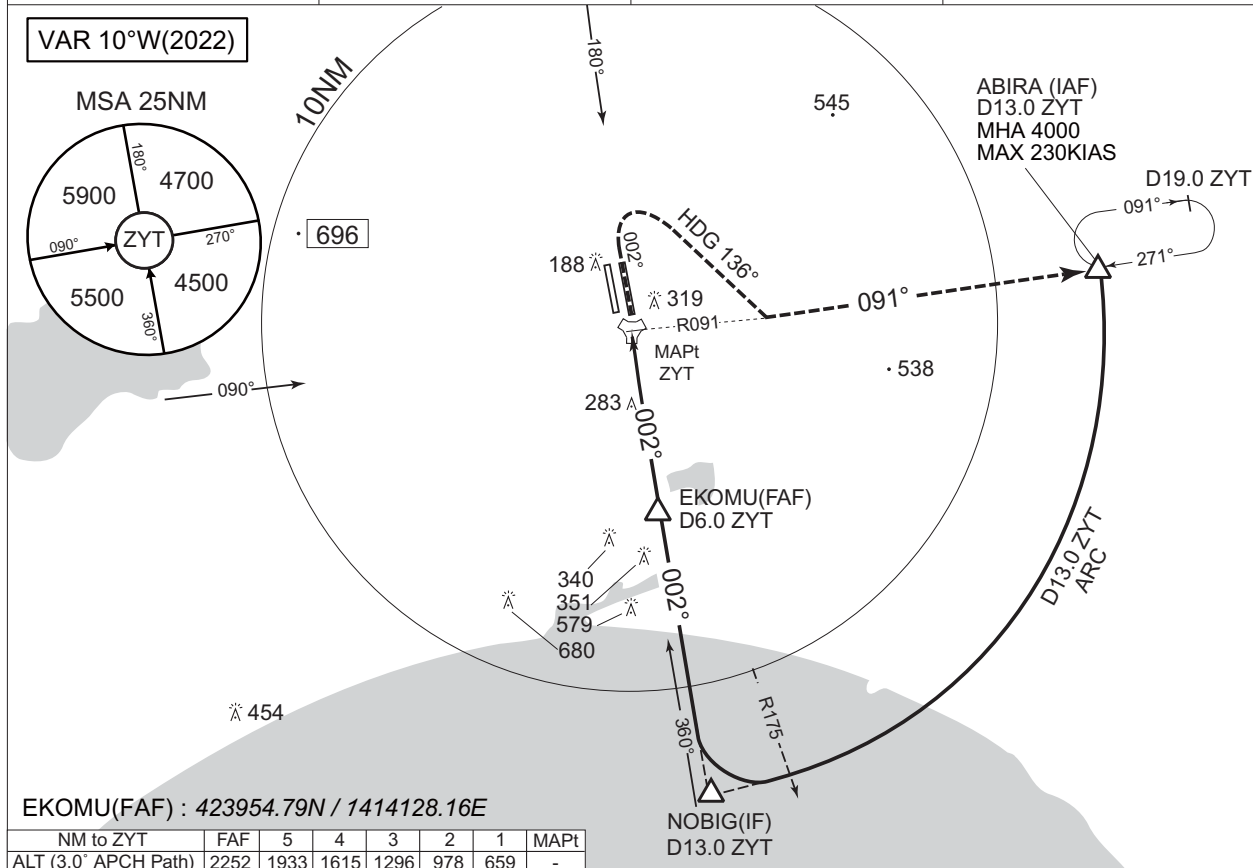 VAR 10°W(2022)
MSA 25NM
180°
5900
4700
090°
ZYT
270°
5500
4500
360°
10NM
180°
545
ABIRA (IAF)
D13.0 ZYT
MHA 4000
MAX 230KIAS
D19.0 ZYT
091°
271°
696
188
002°
HDG 136°
319
R091
091°
MAPt
ZYT
538
090°
283
002°
EKOMU(FAF)
D6.0 ZYT
340
351
579
680
002°
D13.0 ZYT
ARC
454
360°
R175
NOBIG(IF)
D13.0 ZYT
EKOMU(FAF) : 423954.79N / 1414128.16E
NM to ZYT FAF 5 4 3 2 1 MAPt
ALT (3.0° APCH Path) 2252 1933 1615 1296 978 659 -